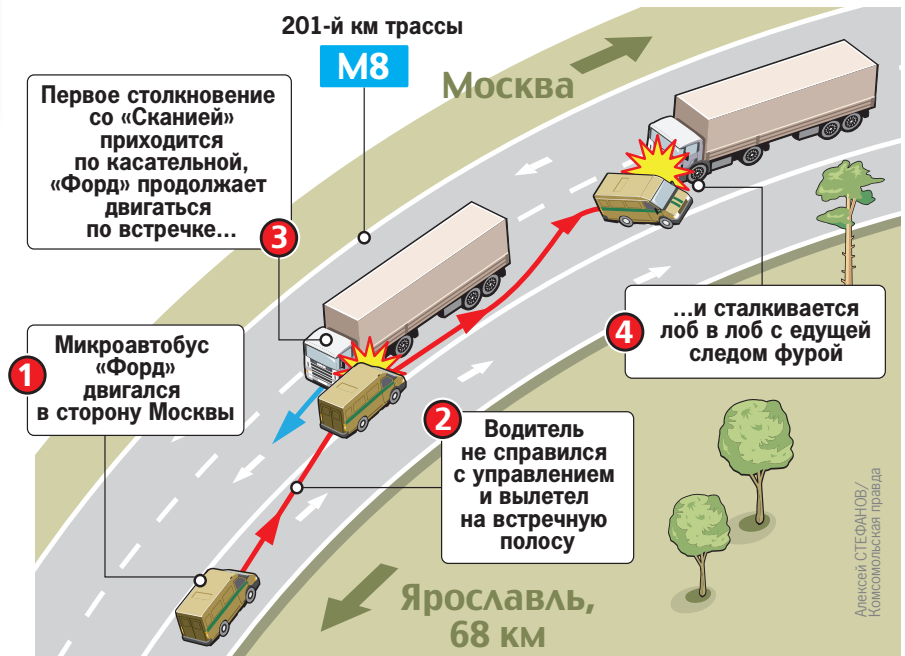 201-й км трассы
М8
Москва
Первое столкновение
со «Сканией»
приходится
по касательной,
«Форд» продолжает
двигаться
по встречке…
3
1
Микроавтобус
«Форд»
двигался
в сторону Москвы
2
Водитель
не справился
с управлением
и вылетел
на встречную
полосу
4
…и сталкивается
лоб в лоб с едущей
следом фурой
Ярославль,
68 км
Алексей СТЕФАНОВ/
Комсомольская правда